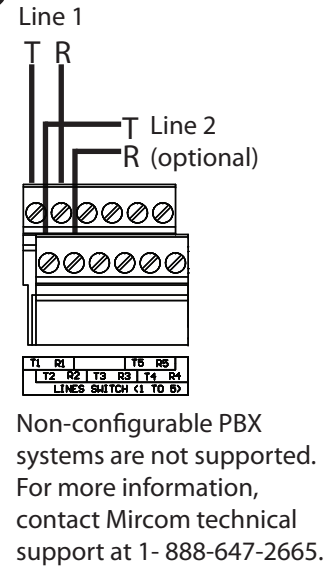 Line 1
T R
T Line 2
R (optional)
T1 R1 T5 R5
T2 R2 T3 R3 T4 R4
LINES SWITCH (1 TO 5)
Non-configurable PBX
systems are not supported.
For more information,
contact Mircom technical
support at 1- 888-647-2665.